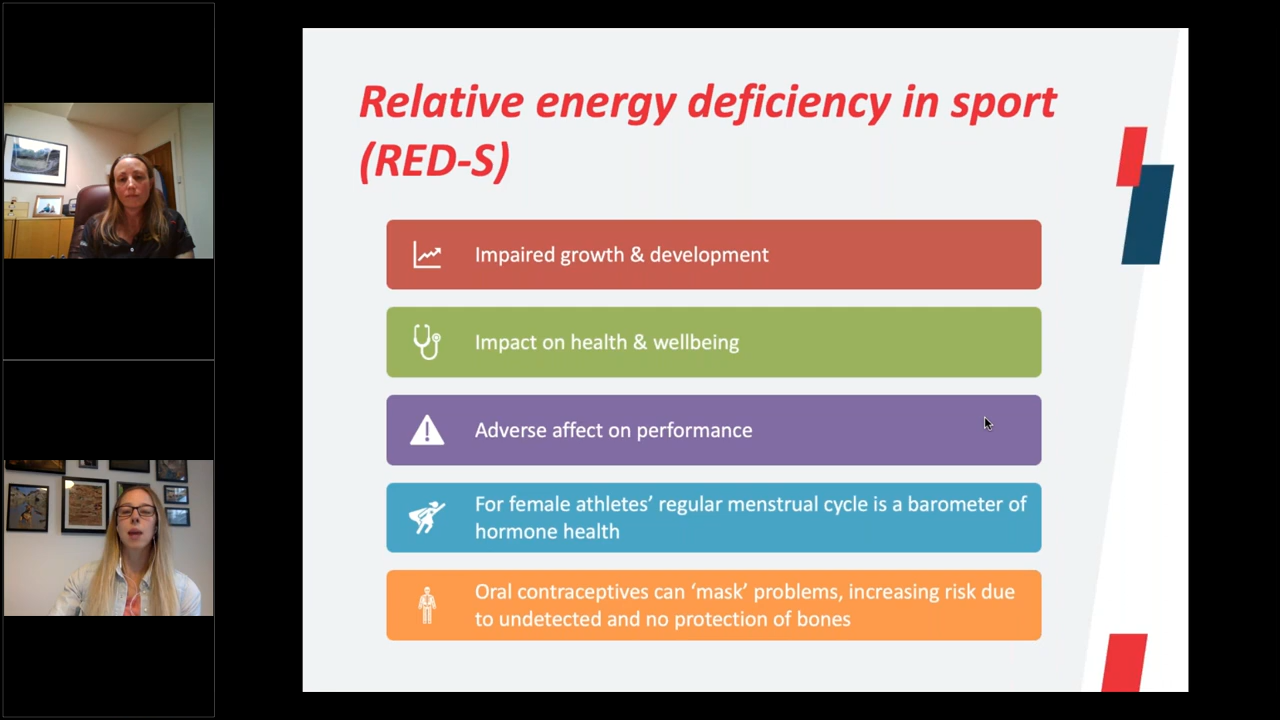 Relative energy deficiency in sport
(RED-S)
Impaired growth & development
Impact on health & wellbeing
Adverse affect on performance
For female athletes’ regular menstrual cycle is a barometer of
hormone health
Oral contraceptives can ‘mask’ problems, increasing risk due
to undetected and no protection of bones